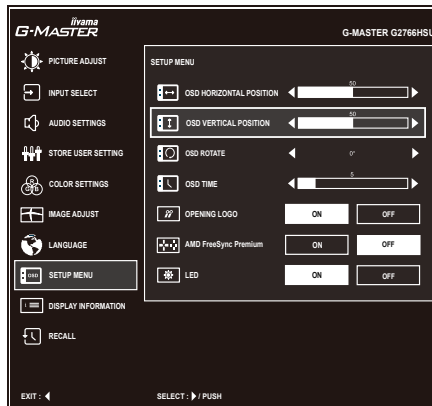 iiyama
G-MASTER
G-MASTER G2766HSU
PICTURE ADJUST
INPUT SELECT
AUDIO SETTINGS
STORE USER SETTING
COLOR SETTINGS
IMAGE ADJUST
LANGUAGE
OSD SETUP MENU
DISPLAY INFORMATION
RECALL
SETUP MENU
OSD HORIZONTAL POSITION 50
OSD VERTICAL POSITION 50
OSD ROTATE 0°
OSD TIME 5
OPENING LOGO ON OFF
AMD FreeSync Premium ON OFF
LED ON OFF
EXIT : SELECT : / PUSH